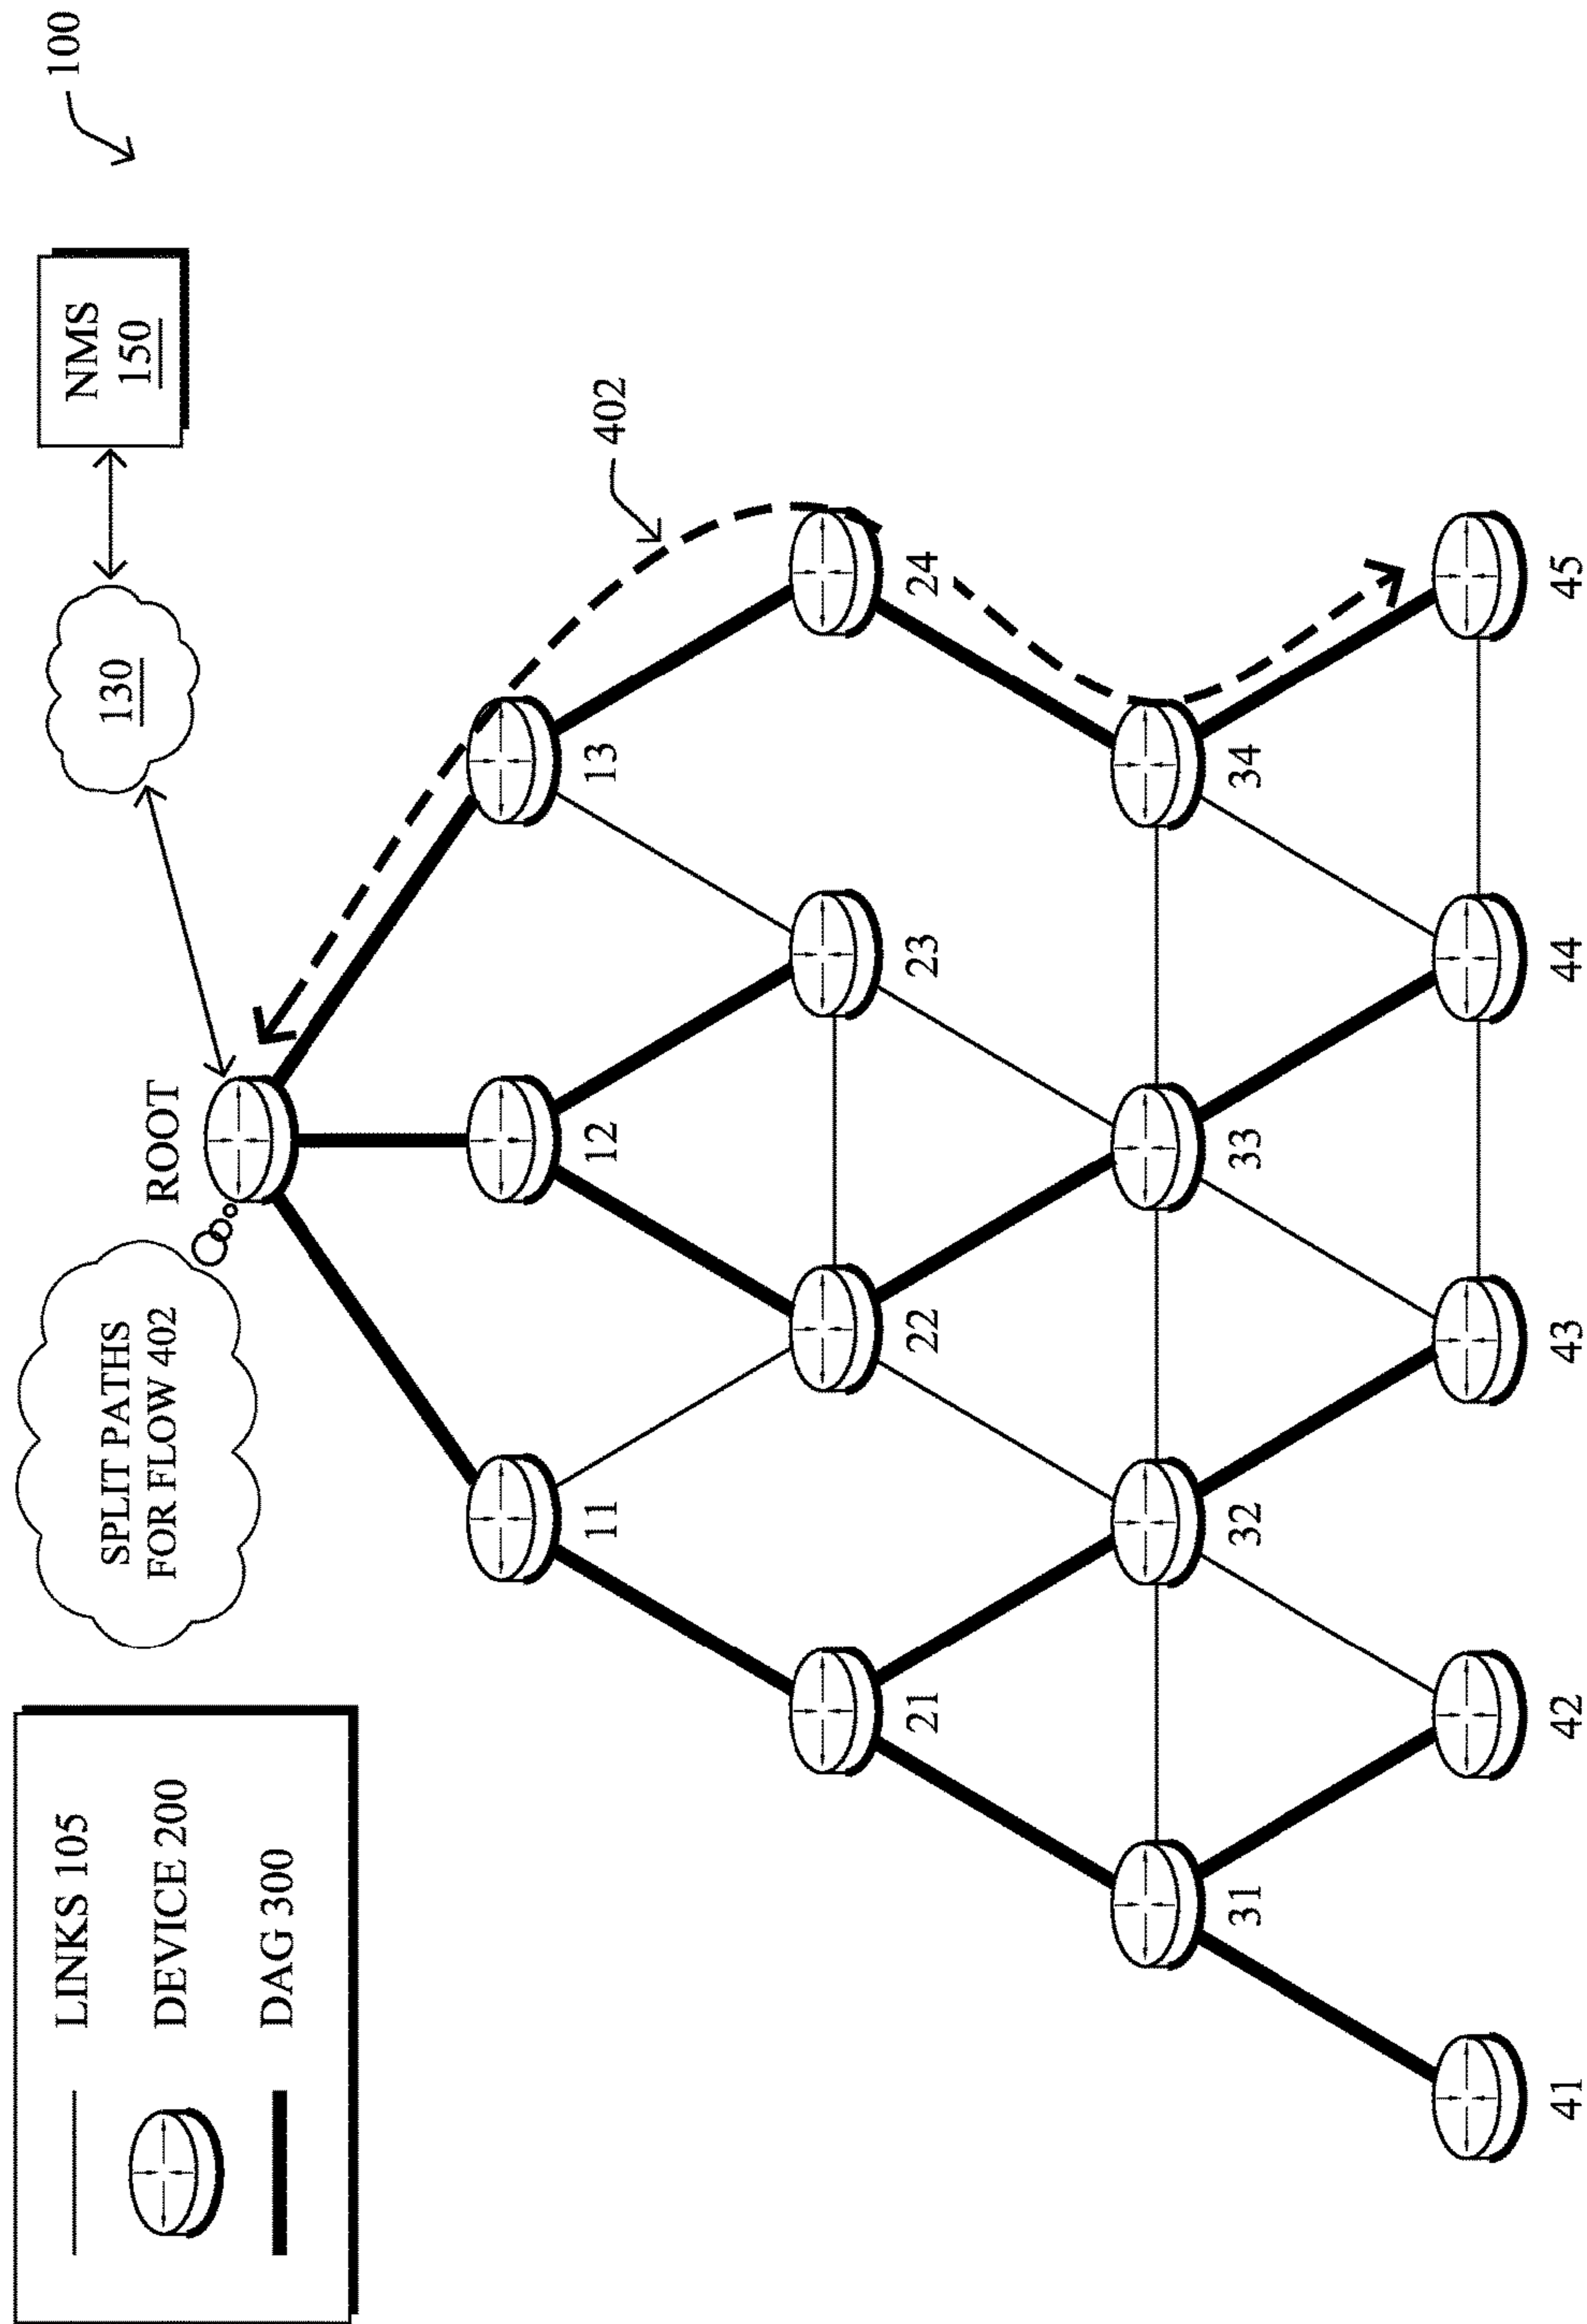 LINKS 105
DEVICE 200
DAG 300
SPLIT PATHS
FOR FLOW 402
ROOT
130
NMS
150
100
402
11
12
13
21
22
23
24
31
32
33
34
41
42
43
44
45